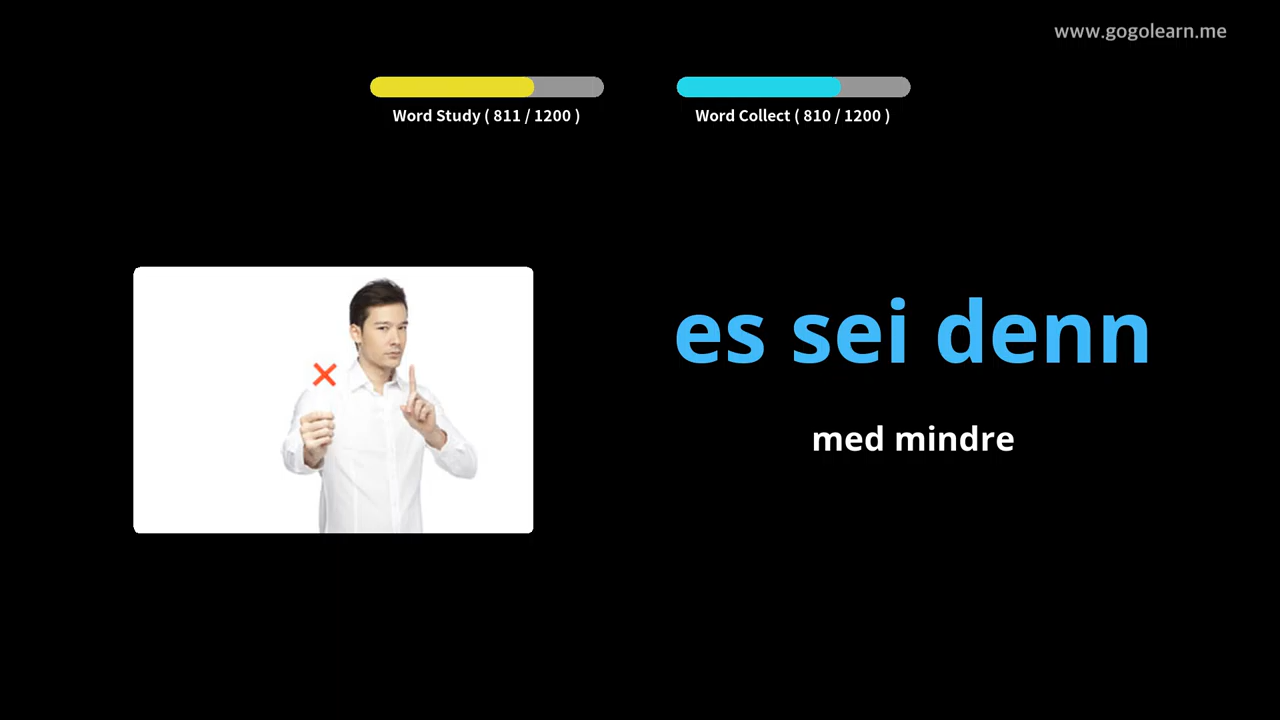 www.gogolearn.me
Word Study ( 811 / 1200 )
Word Collect ( 810 / 1200 )
es sei denn
med mindre